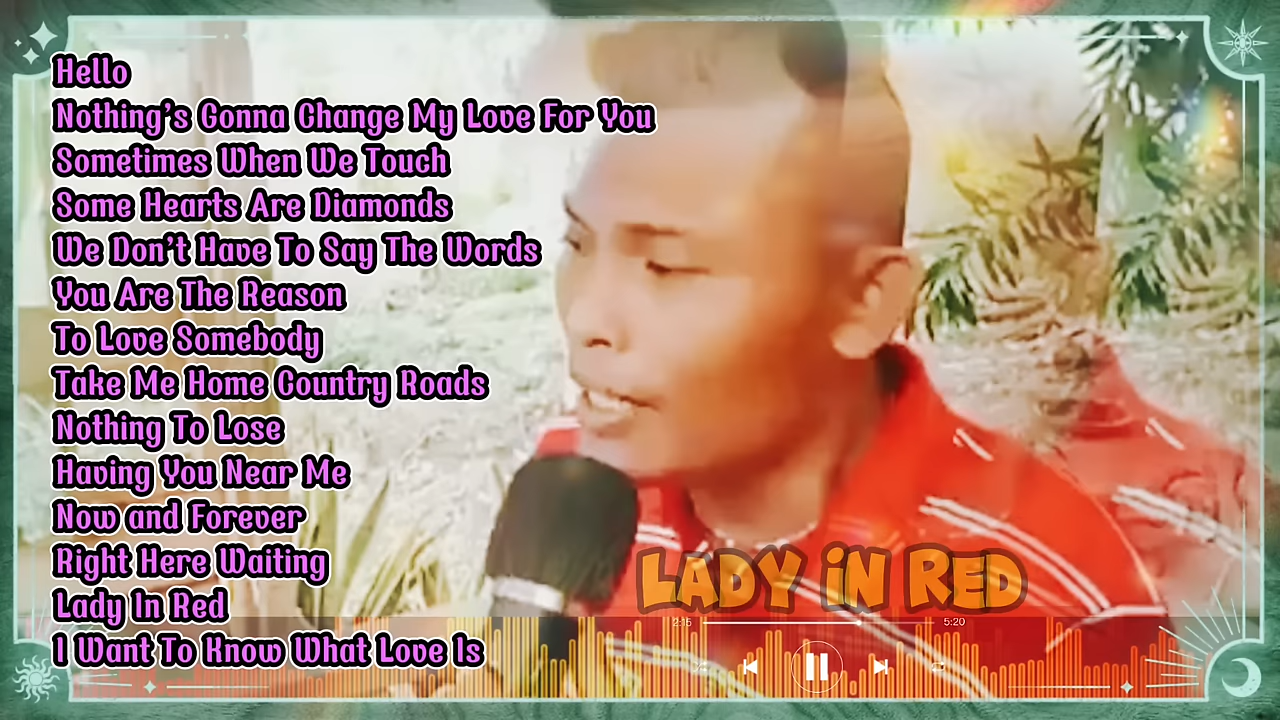 Hello
Nothing's Gonna Change My Love For You
Sometimes When We Touch
Some Hearts Are Diamonds
We Don't Have To Say The Words
You Are The Reason
To Love Somebody
Take Me Home Country Roads
Nothing To Lose
Having You Near Me
Now and Forever
Right Here Waiting
Lady In Red
I Want To Know What Love Is
LADY iN RED
2:15 5:20